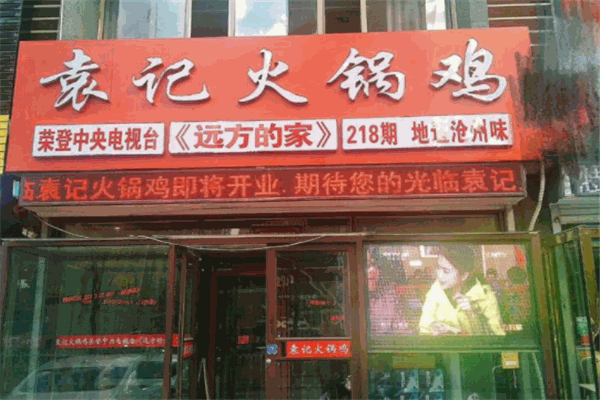 袁记火锅鸡
荣登中央电视台 《远方的家》 218期 地道沧州味
临袁记火锅鸡即将开业.期待您的光临袁记
袁记火锅鸡